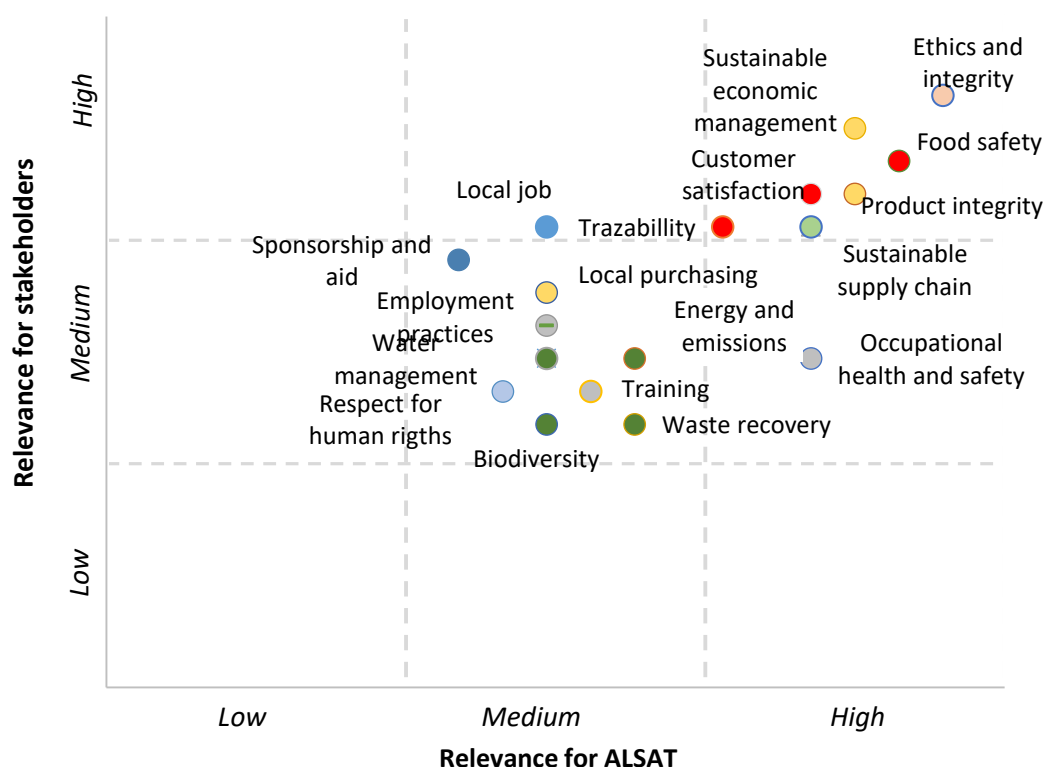 Ethics and
integrity
Sustainable
economic
management
Food safety
Customer
satisfaction
Product integrity
Local job
Trazabillity
Sustainable
supply chain
Sponsorship and
aid
Local purchasing
Employment
practices
Energy and
emissions
Water
management
Occupational
health and safety
Training
Respect for
human rigths
Waste recovery
Biodiversity
High
Medium
Low
Relevance for stakeholders
Low
Medium
High
Relevance for ALSAT